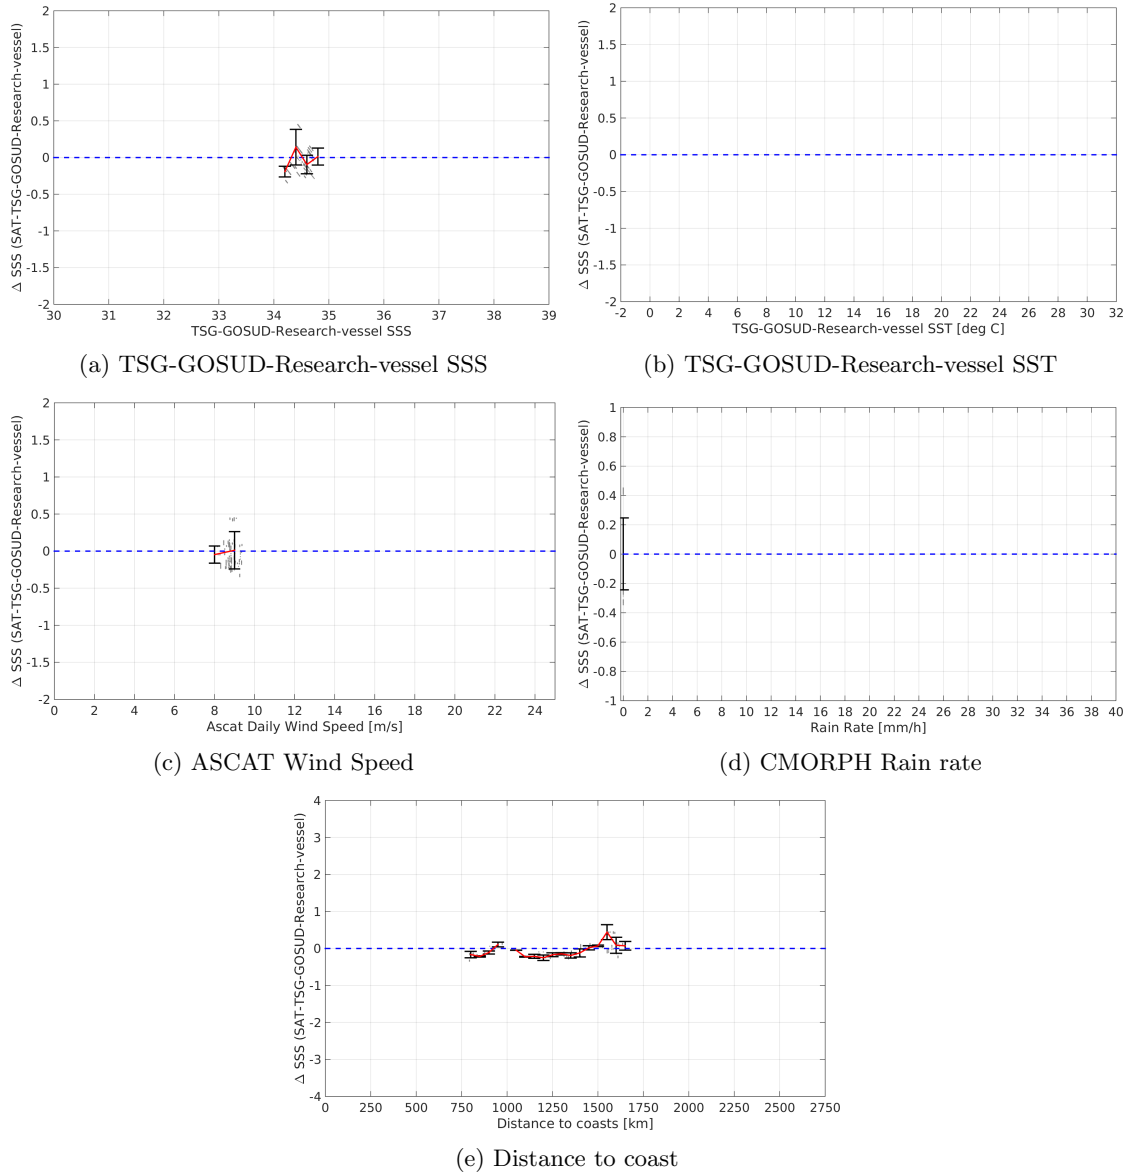 Δ SSS (SAT-TSG-GOSUD-Research-vessel)
2
1.5
1
0.5
0
-0.5
-1
-1.5
-2
30 31 32 33 34 35 36 37 38 39
TSG-GOSUD-Research-vessel SSS
(a) TSG-GOSUD-Research-vessel SSS
Δ SSS (SAT-TSG-GOSUD-Research-vessel)
2
1.5
1
0.5
0
-0.5
-1
-1.5
-2
-2 0 2 4 6 8 10 12 14 16 18 20 22 24 26 28 30 32
TSG-GOSUD-Research-vessel SST [deg C]
(b) TSG-GOSUD-Research-vessel SST
Δ SSS (SAT-TSG-GOSUD-Research-vessel)
2
1.5
1
0.5
0
-0.5
-1
-1.5
-2
0 2 4 6 8 10 12 14 16 18 20 22 24
Ascat Daily Wind Speed [m/s]
(c) ASCAT Wind Speed
Δ SSS (SAT-TSG-GOSUD-Research-vessel)
1
0.8
0.6
0.4
0.2
0
-0.2
-0.4
-0.6
-0.8
-1
0 2 4 6 8 10 12 14 16 18 20 22 24 26 28 30 32 34 36 38 40
Rain Rate [mm/h]
(d) CMORPH Rain rate
Δ SSS (SAT-TSG-GOSUD-Research-vessel)
4
3
2
1
0
-1
-2
-3
-4
0 250 500 750 1000 1250 1500 1750 2000 2250 2500 2750
Distance to coasts [km]
(e) Distance to coast